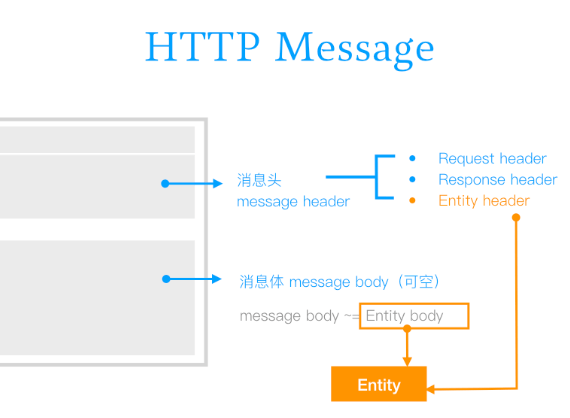 HTTP Message
消息头
message header
• Request header
• Response header
• Entity header
消息体 message body（可空）
message body ~= Entity body
Entity